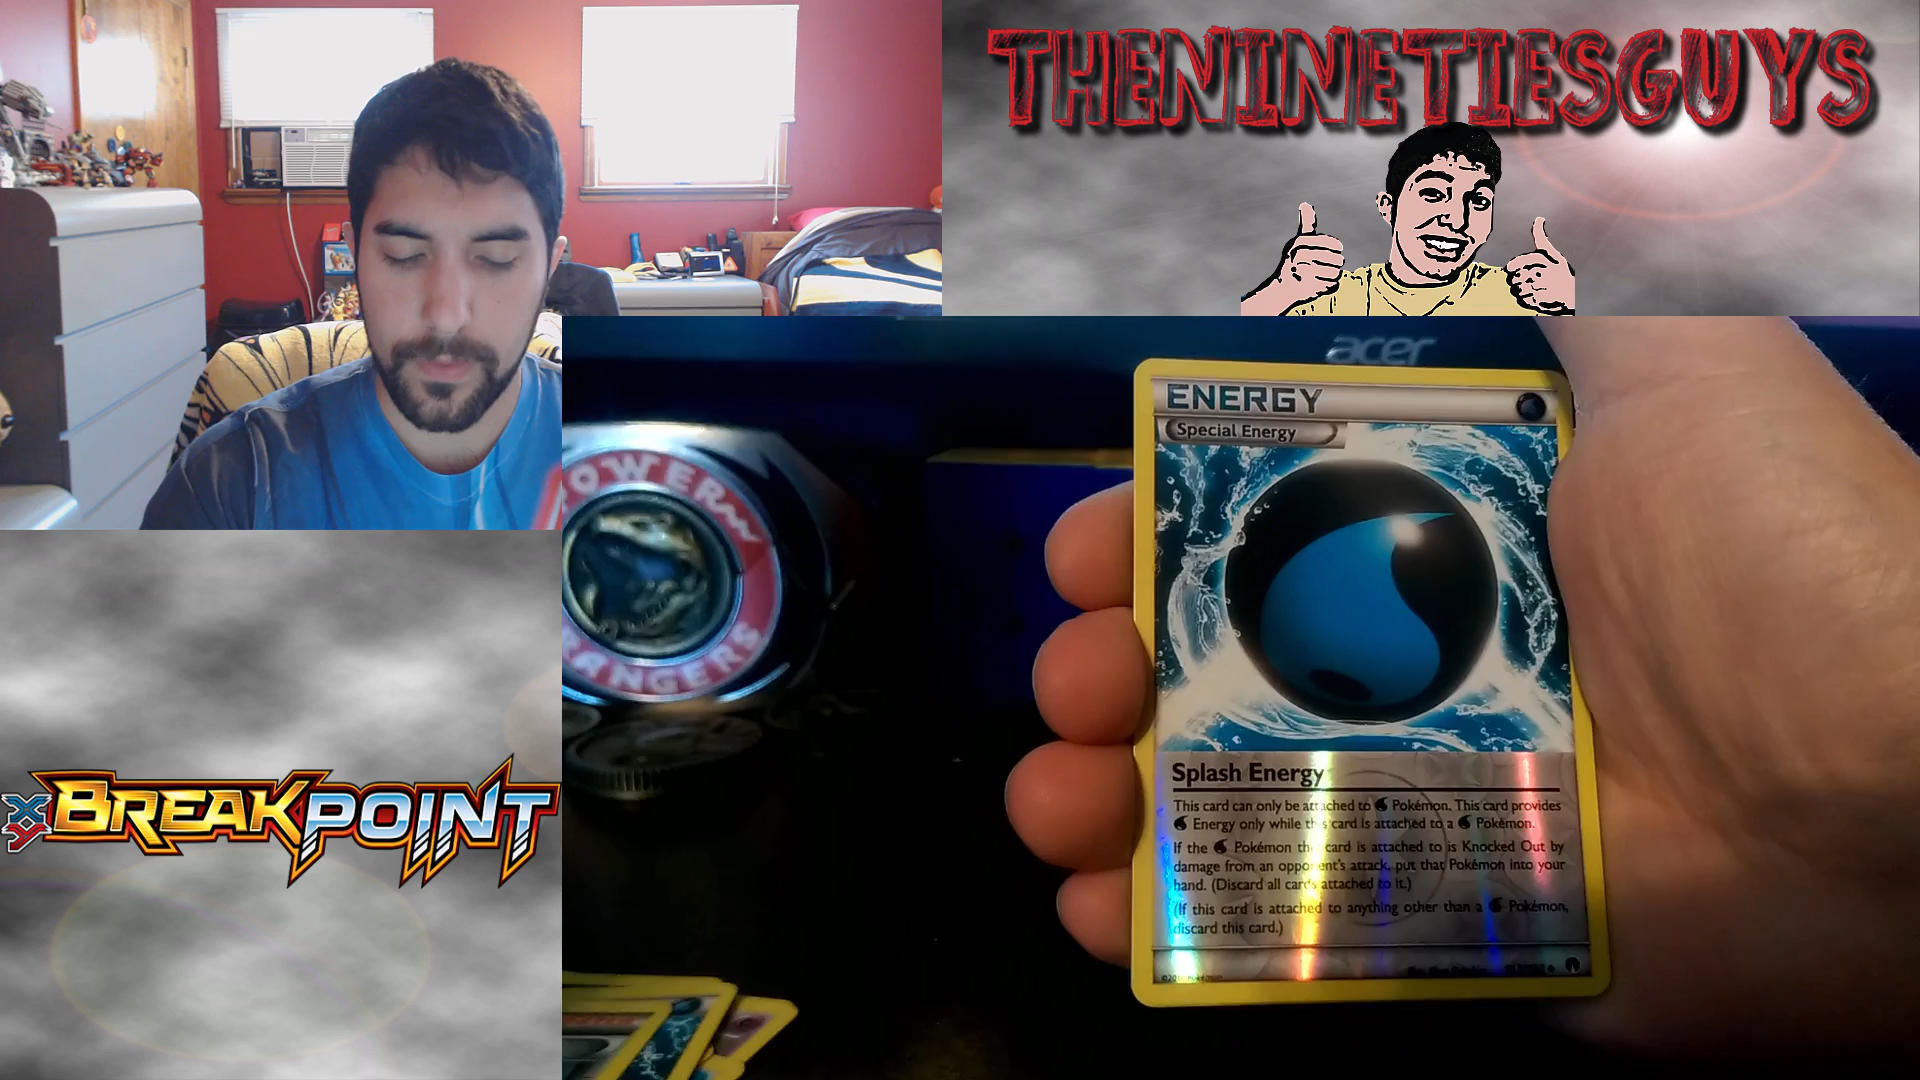 THENINETIESGUYS
acer
ENERGY
Special Energy
POWER
RANGERS
Splash Energy
This card can only be attached to Pokémon. This card provides
Energy only while this card is attached to a Pokémon.
If the Pokémon this card is attached to is Knocked Out by
damage from an opponent's attack, put that Pokémon into your
hand. (Discard all cards attached to it.)
(If this card is attached to anything other than a Pokémon,
discard this card.)
XY BREAKPOINT